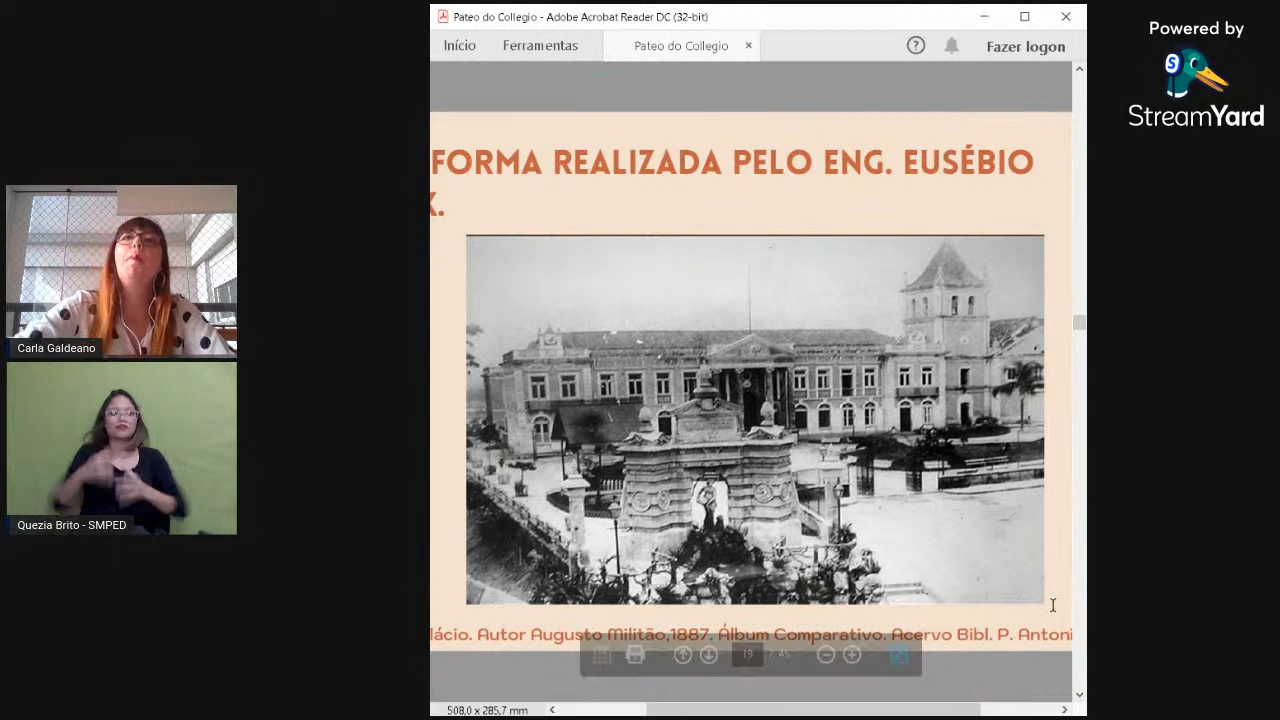 Pateo do Collegio - Adobe Acrobat Reader DC (32-bit)
Início Ferramentas Pateo do Collegio × ? Fazer logon
FORMA REALIZADA PELO ENG. EUSÉBIO
X.
lácio. Autor Augusto Militão,1887. Álbum Comparativo. Acervo Bibl. P. Antoni
19 / 45
508,0 x 285,7 mm
Carla Galdeano
Quezia Brito - SMPED
Powered by
S
StreamYard